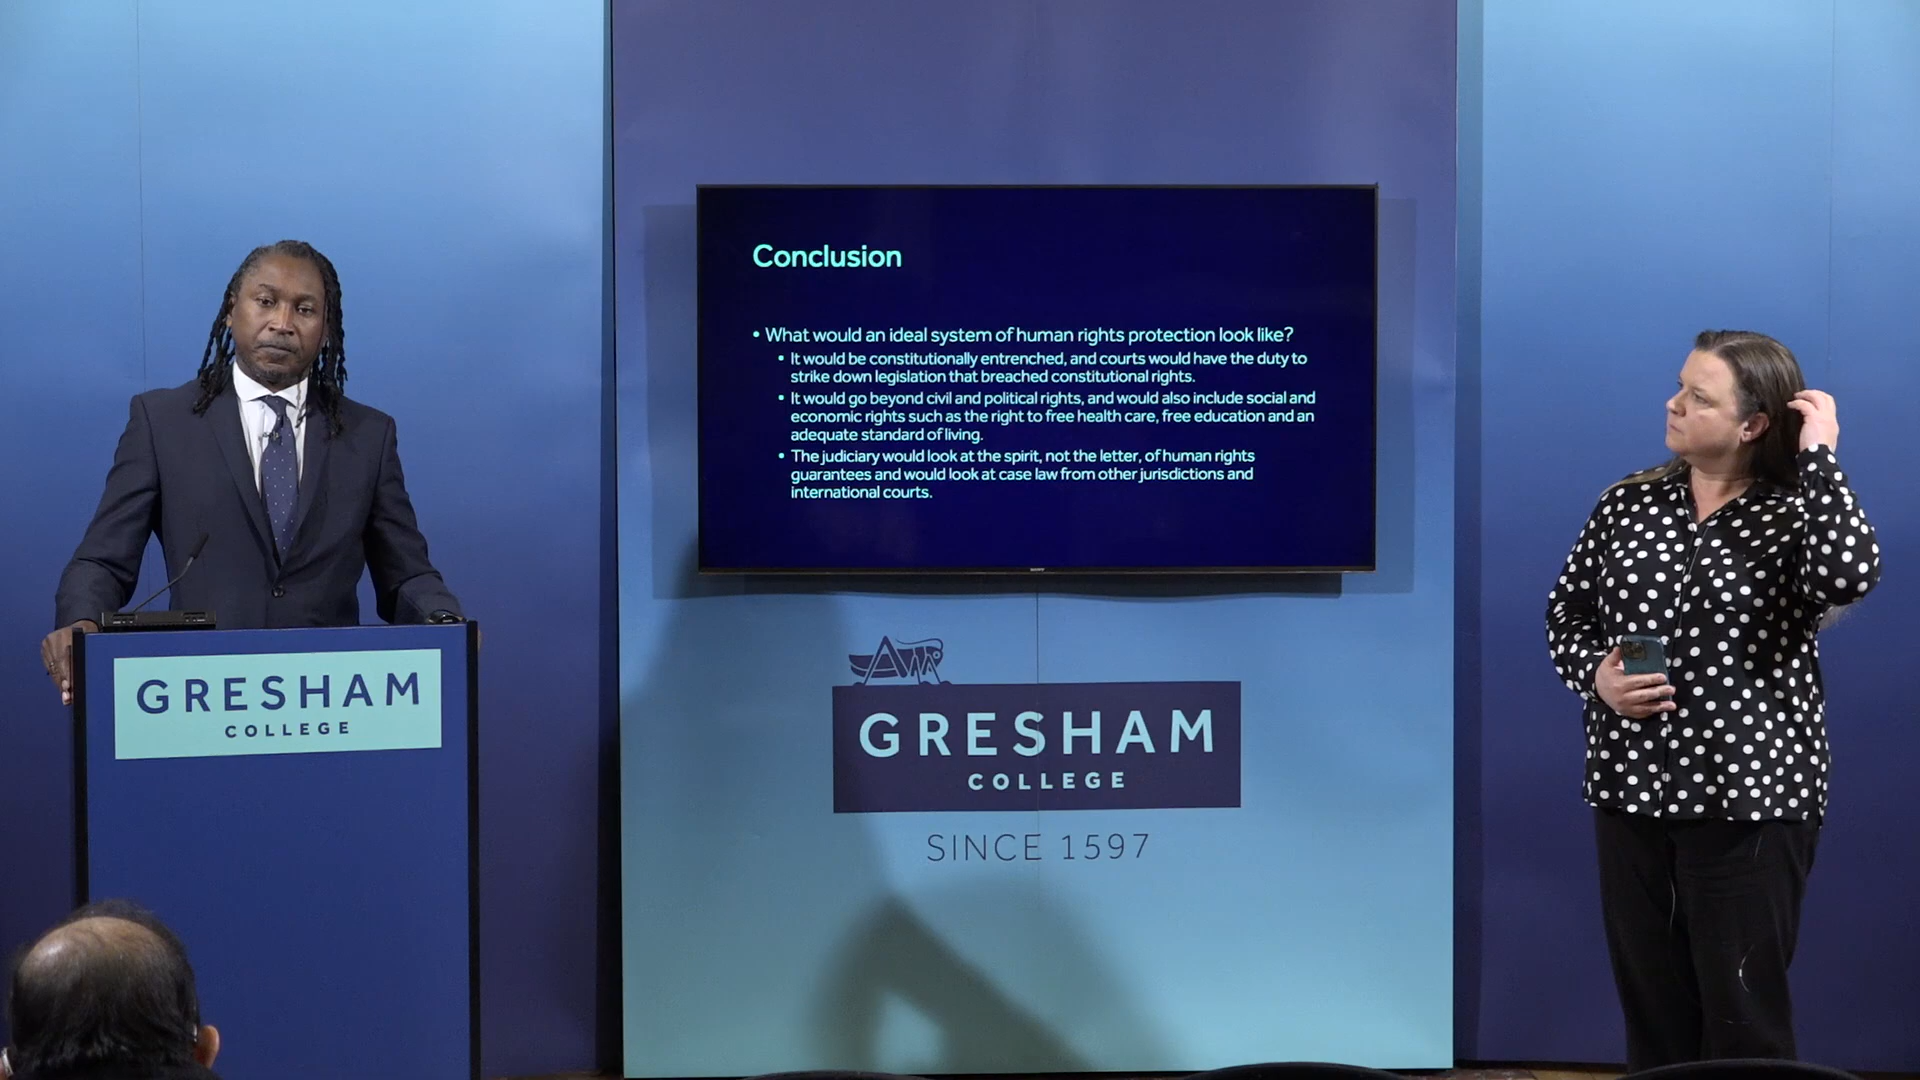 Conclusion
• What would an ideal system of human rights protection look like?
• It would be constitutionally entrenched, and courts would have the duty to
strike down legislation that breached constitutional rights.
• It would go beyond civil and political rights, and would also include social and
economic rights such as the right to free health care, free education and an
adequate standard of living.
• The judiciary would look at the spirit, not the letter, of human rights
guarantees and would look at case law from other jurisdictions and
international courts.
SONY
GRESHAM
COLLEGE
GRESHAM
COLLEGE
SINCE 1597